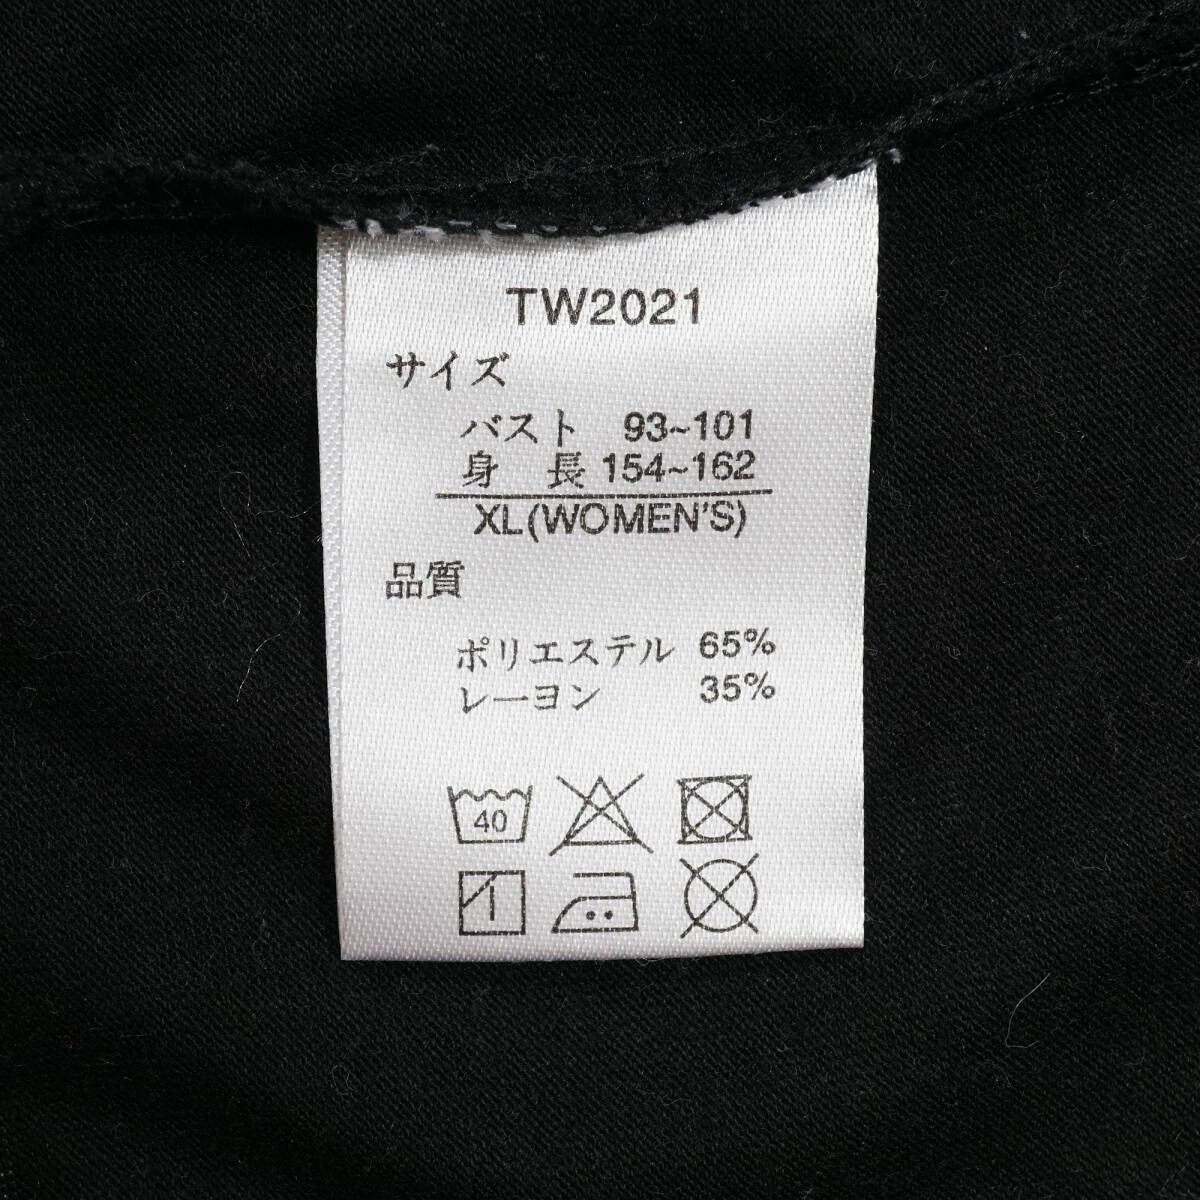 TW2021
サイズ
バスト 93~101
身 長 154~162
XL(WOMEN'S)
品質
ポリエステル 65%
レーヨン 35%
40